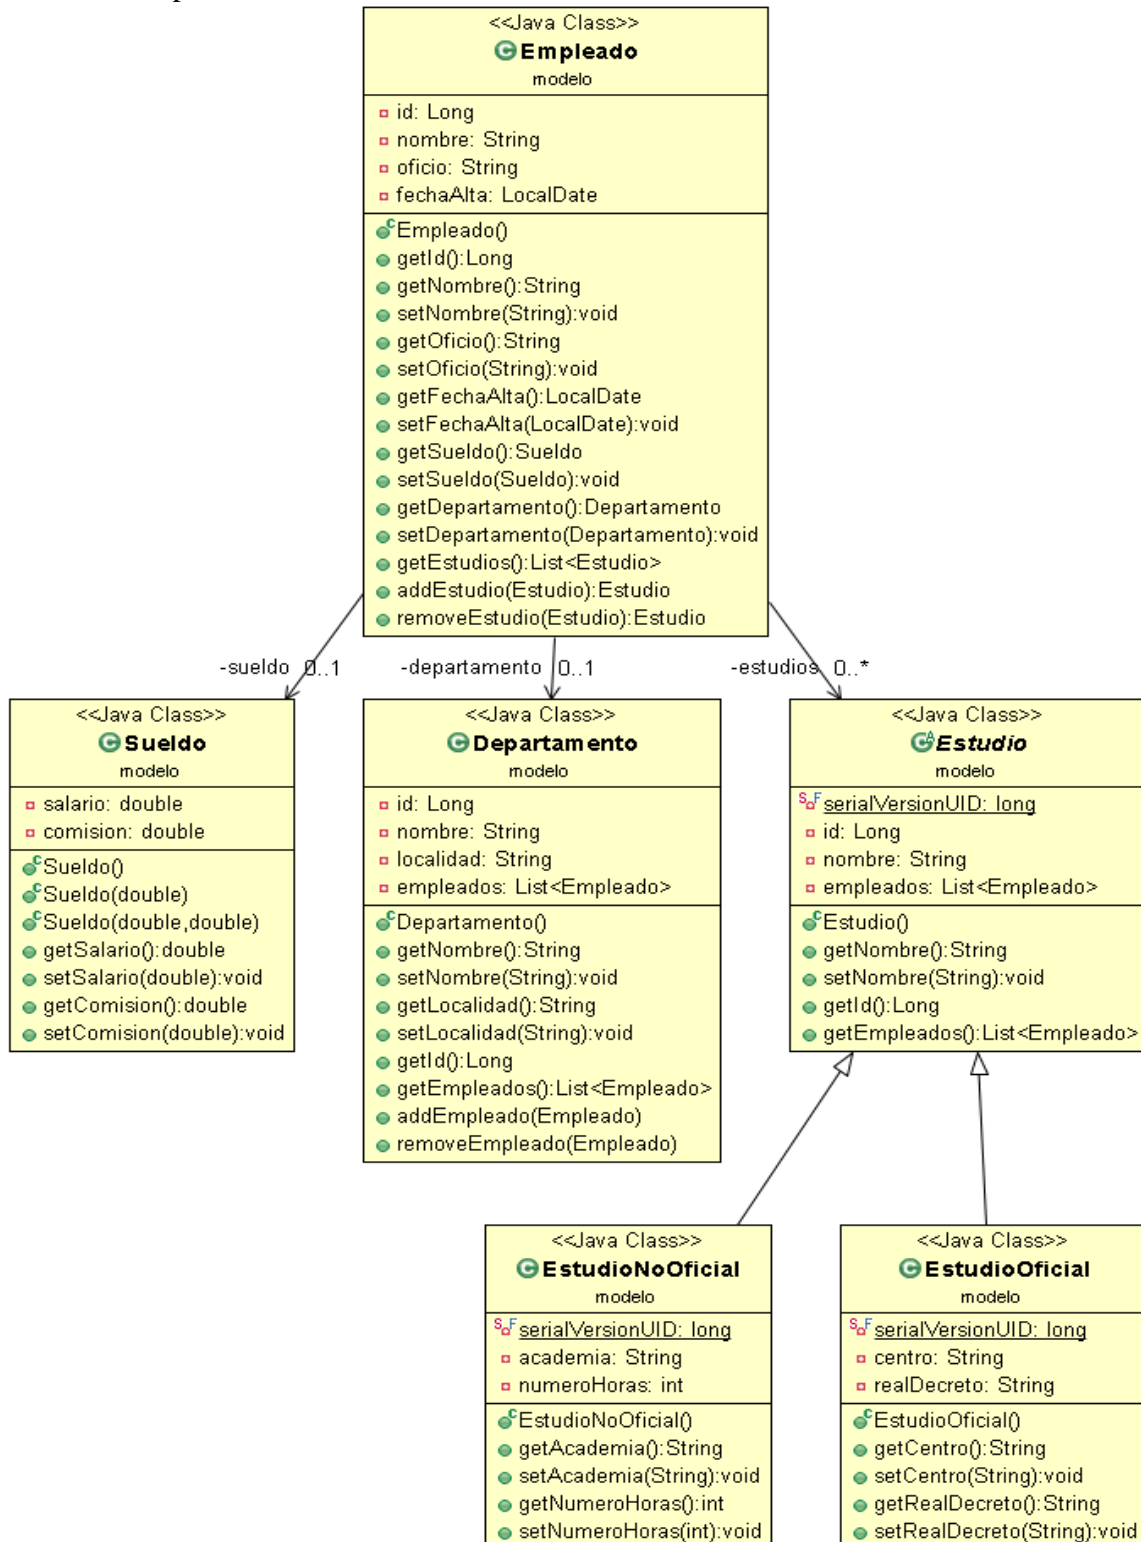 <<Java Class>>
Empleado
modelo
id: Long
nombre: String
oficio: String
fechaAlta: LocalDate
Empleado()
getId():Long
getNombre():String
setNombre(String):void
getOficio():String
setOficio(String):void
getFechaAlta():LocalDate
setFechaAlta(LocalDate):void
getSueldo():Sueldo
setSueldo(Sueldo):void
getDepartamento():Departamento
setDepartamento(Departamento):void
getEstudios():List<Estudio>
addEstudio(Estudio):Estudio
removeEstudio(Estudio):Estudio
-sueldo 0..1
-departamento 0..1
-estudios 0..*
<<Java Class>>
Sueldo
modelo
salario: double
comision: double
Sueldo()
Sueldo(double)
Sueldo(double,double)
getSalario():double
setSalario(double):void
getComision():double
setComision(double):void
<<Java Class>>
Departamento
modelo
id: Long
nombre: String
localidad: String
empleados: List<Empleado>
Departamento()
getNombre():String
setNombre(String):void
getLocalidad():String
setLocalidad(String):void
getId():Long
getEmpleados():List<Empleado>
addEmpleado(Empleado)
removeEmpleado(Empleado)
<<Java Class>>
Estudio
modelo
serialVersionUID: long
id: Long
nombre: String
empleados: List<Empleado>
Estudio()
getNombre():String
setNombre(String):void
getId():Long
getEmpleados():List<Empleado>
<<Java Class>>
EstudioNoOficial
modelo
serialVersionUID: long
academia: String
numeroHoras: int
EstudioNoOficial()
getAcademia():String
setAcademia(String):void
getNumeroHoras():int
setNumeroHoras(int):void
<<Java Class>>
EstudioOficial
modelo
serialVersionUID: long
centro: String
realDecreto: String
EstudioOficial()
getCentro():String
setCentro(String):void
getRealDecreto():String
setRealDecreto(String):void